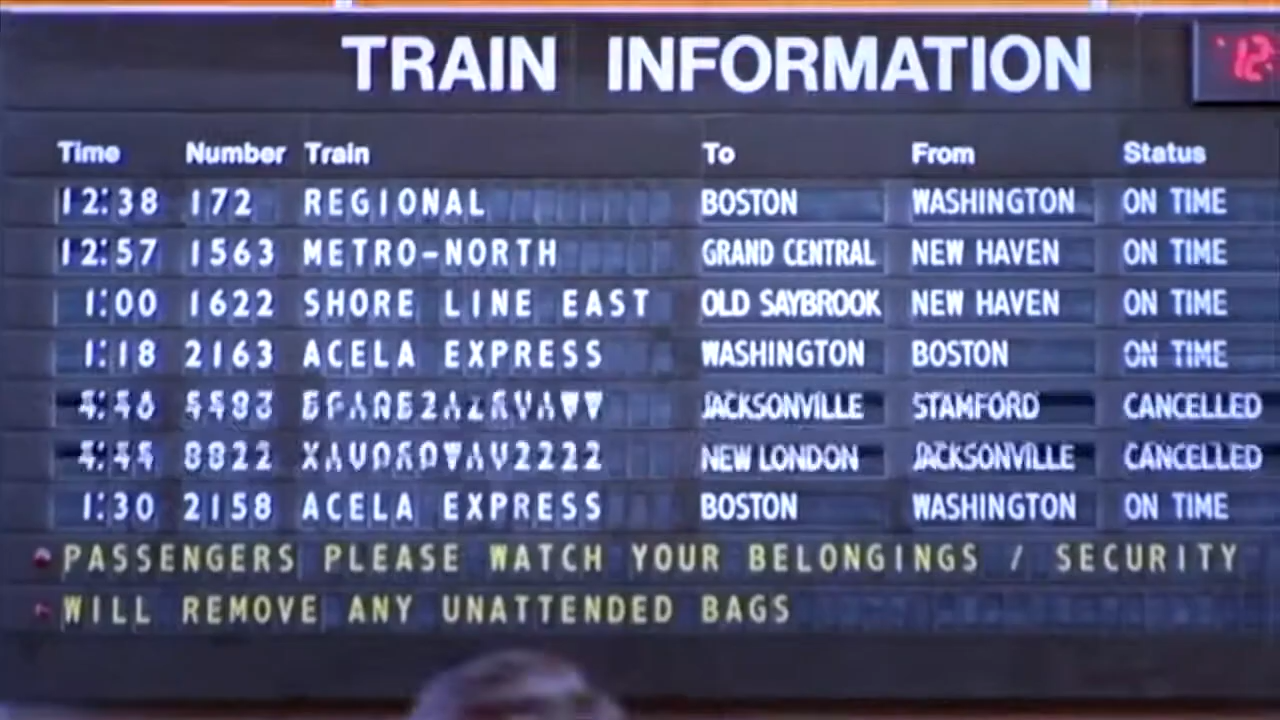 TRAIN INFORMATION 12:
Time Number Train To From Status
12:38 172 REGIONAL BOSTON WASHINGTON ON TIME
12:57 1563 METRO-NORTH GRAND CENTRAL NEW HAVEN ON TIME
1:00 1622 SHORE LINE EAST OLD SAYBROOK NEW HAVEN ON TIME
1:18 2163 ACELA EXPRESS WASHINGTON BOSTON ON TIME
JACKSONVILLE STAMFORD CANCELLED
8822 NEW LONDON JACKSONVILLE CANCELLED
1:30 2158 ACELA EXPRESS BOSTON WASHINGTON ON TIME
PASSENGERS PLEASE WATCH YOUR BELONGINGS / SECURITY
WILL REMOVE ANY UNATTENDED BAGS